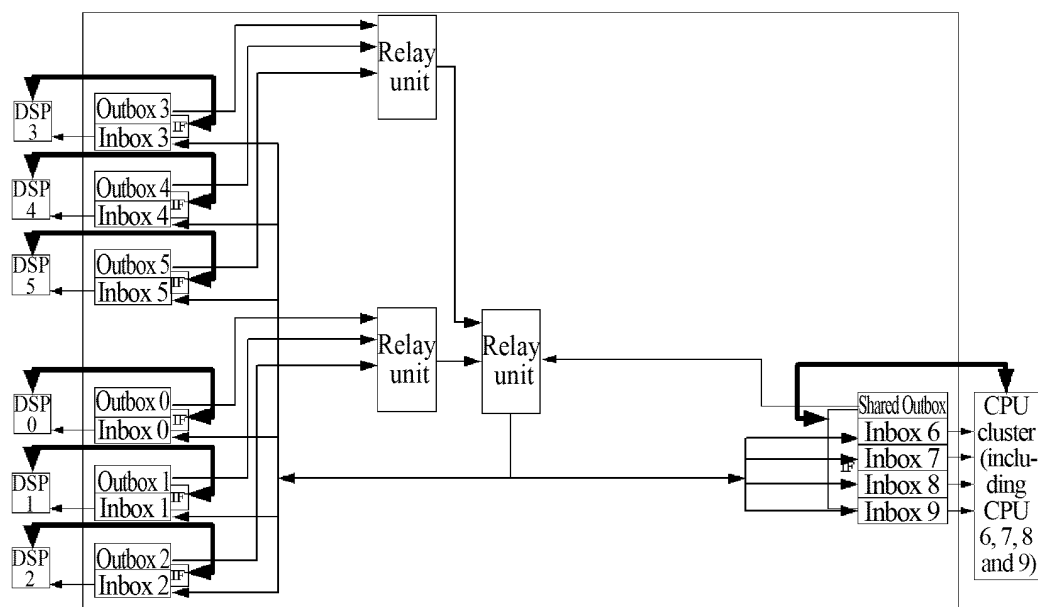 Relay
unit
DSP
3
Outbox 3
IF
Inbox 3
DSP
4
Outbox 4
IF
Inbox 4
DSP
5
Outbox 5
IF
Inbox 5
Relay
unit
Relay
unit
DSP
0
Outbox 0
IF
Inbox 0
DSP
1
Outbox 1
IF
Inbox 1
DSP
2
Outbox 2
IF
Inbox 2
Shared Outbox
Inbox 6
Inbox 7
IF
Inbox 8
Inbox 9
CPU
cluster
(inclu-
ding
CPU
6, 7, 8
and 9)